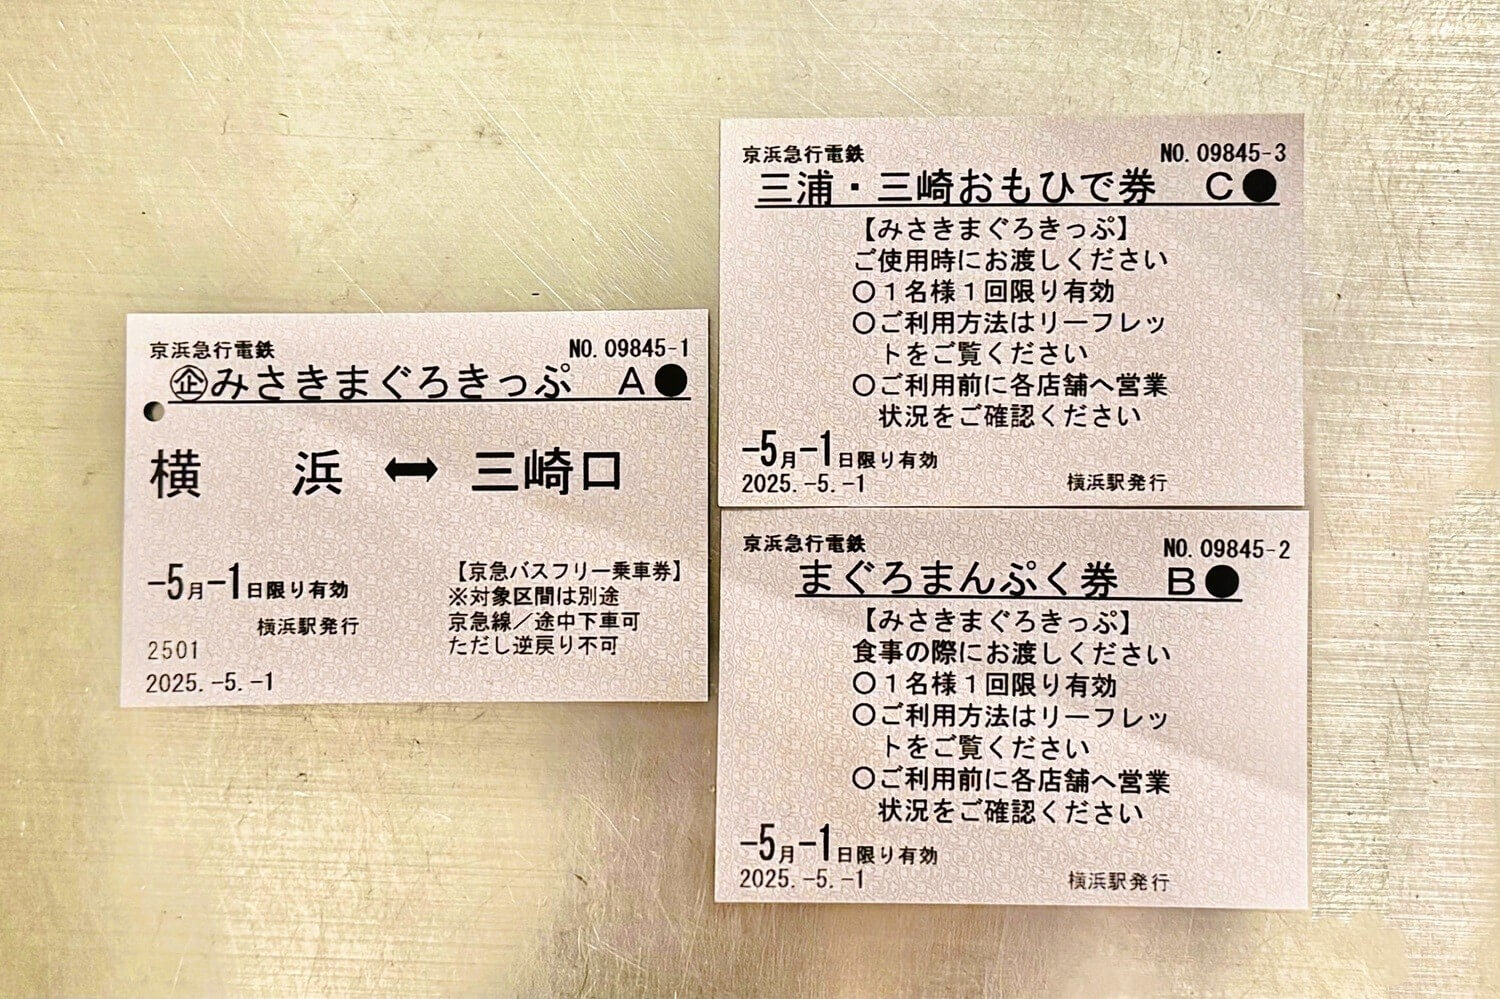 京浜急行電鉄 NO. 09845-1
㊭みさきまぐろきっぷ A●
横 浜 ↔ 三崎口
-5月-1日限り有効
横浜駅発行
2501
2025.-5.-1
【京急バスフリー乗車券】
※対象区間は別途
京急線／途中下車可
ただし逆戻り不可
京浜急行電鉄 NO. 09845-3
三浦・三崎おもひで券 C●
【みさきまぐろきっぷ】
ご使用時にお渡しください
○1名様1回限り有効
○ご利用方法はリーフレッ
トをご覧ください
○ご利用前に各店舗へ営業
状況をご確認ください
-5月-1日限り有効
2025.-5.-1 横浜駅発行
京浜急行電鉄 NO. 09845-2
まぐろまんぷく券 B●
【みさきまぐろきっぷ】
食事の際にお渡しください
○1名様1回限り有効
○ご利用方法はリーフレッ
トをご覧ください
○ご利用前に各店舗へ営業
状況をご確認ください
-5月-1日限り有効
2025.-5.-1 横浜駅発行